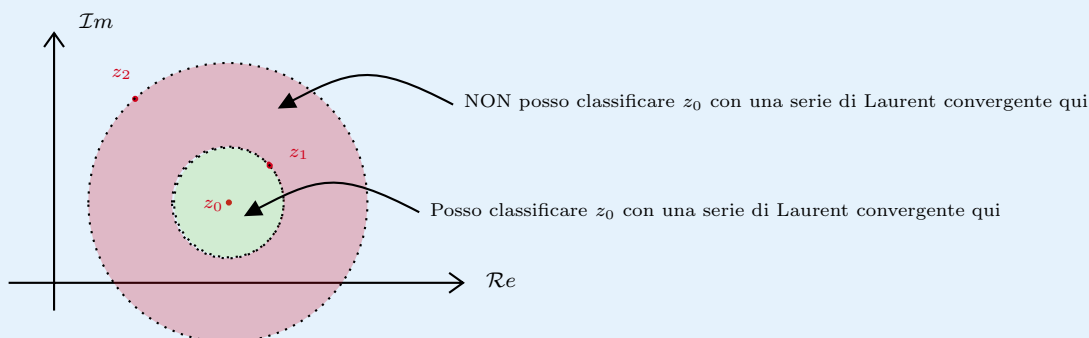 ℐm
z₂
NON posso classificare z₀ con una serie di Laurent convergente qui
z₁
z₀
Posso classificare z₀ con una serie di Laurent convergente qui
ℛe